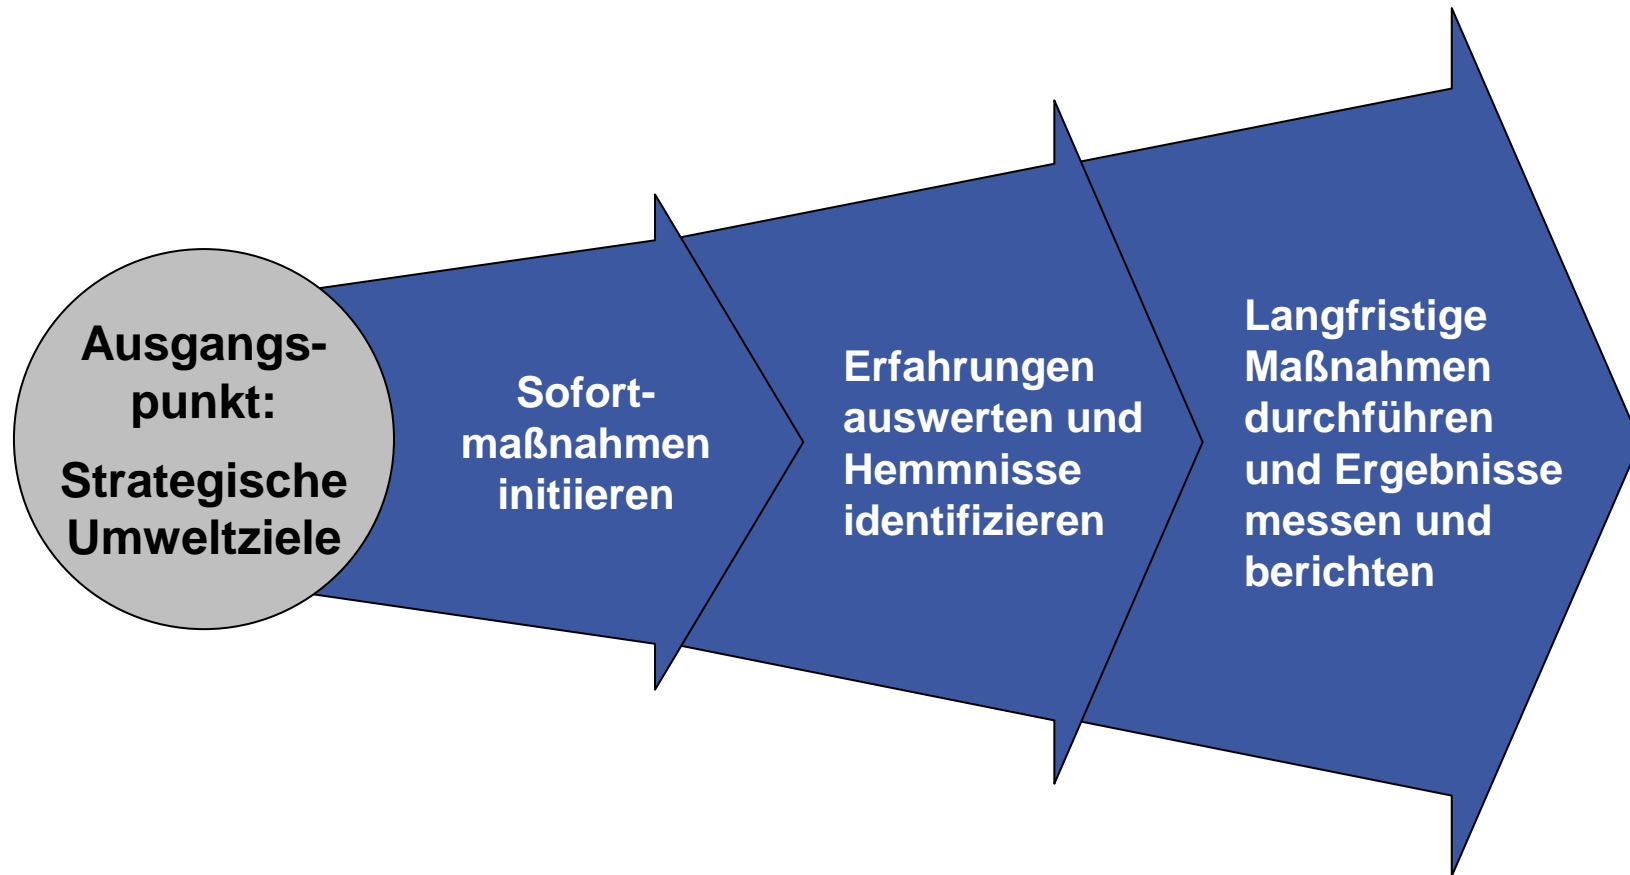 Ausgangs-
punkt:
Strategische
Umweltziele
Sofort-
maßnahmen
initiieren
Erfahrungen
auswerten und
Hemmnisse
identifizieren
Langfristige
Maßnahmen
durchführen
und Ergebnisse
messen und
berichten